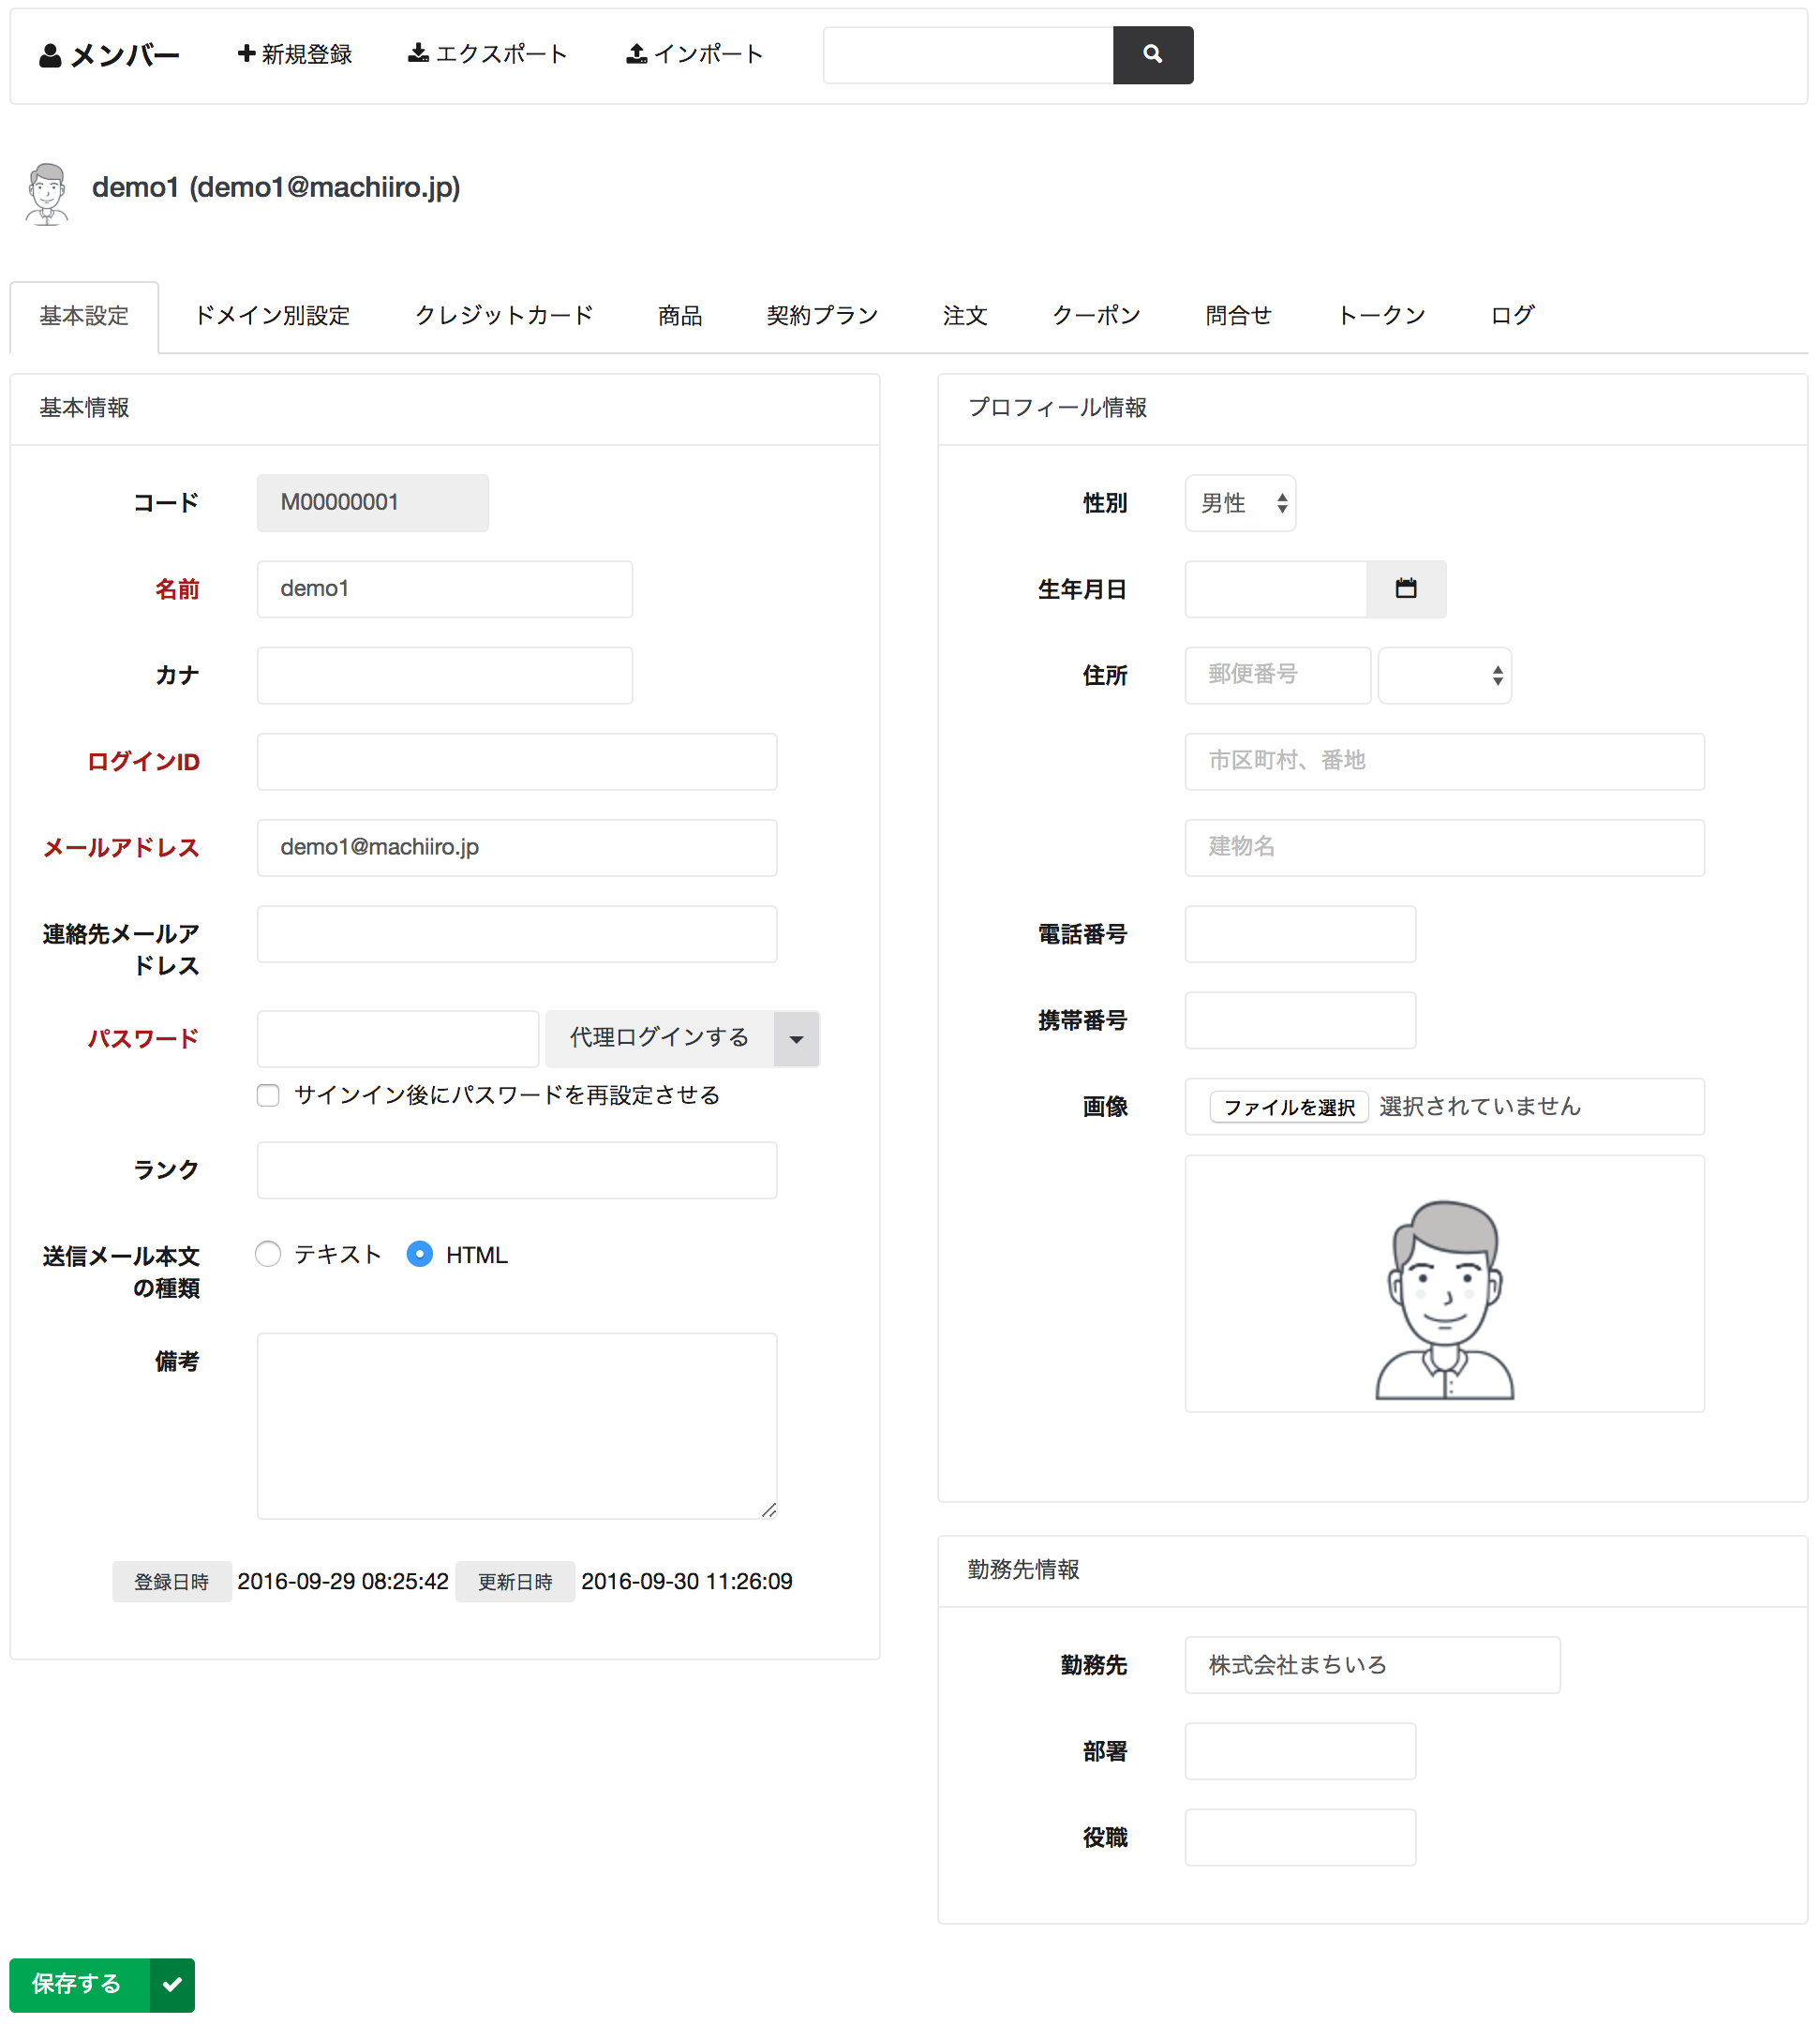 メンバー 新規登録 エクスポート インポート
demo1 (demo1@machiiro.jp)
基本設定 ドメイン別設定 クレジットカード 商品 契約プラン 注文 クーポン 問合せ トークン ログ
基本情報
コード M00000001
名前 demo1
カナ
ログインID
メールアドレス demo1@machiiro.jp
連絡先メールア
ドレス
パスワード 代理ログインする
サインイン後にパスワードを再設定させる
ランク
送信メール本文
の種類
テキスト HTML
備考
登録日時 2016-09-29 08:25:42 更新日時 2016-09-30 11:26:09
プロフィール情報
性別 男性
生年月日
住所 郵便番号
市区町村、番地
建物名
電話番号
携帯番号
画像 ファイルを選択 選択されていません
勤務先情報
勤務先 株式会社まちいろ
部署
役職
保存する